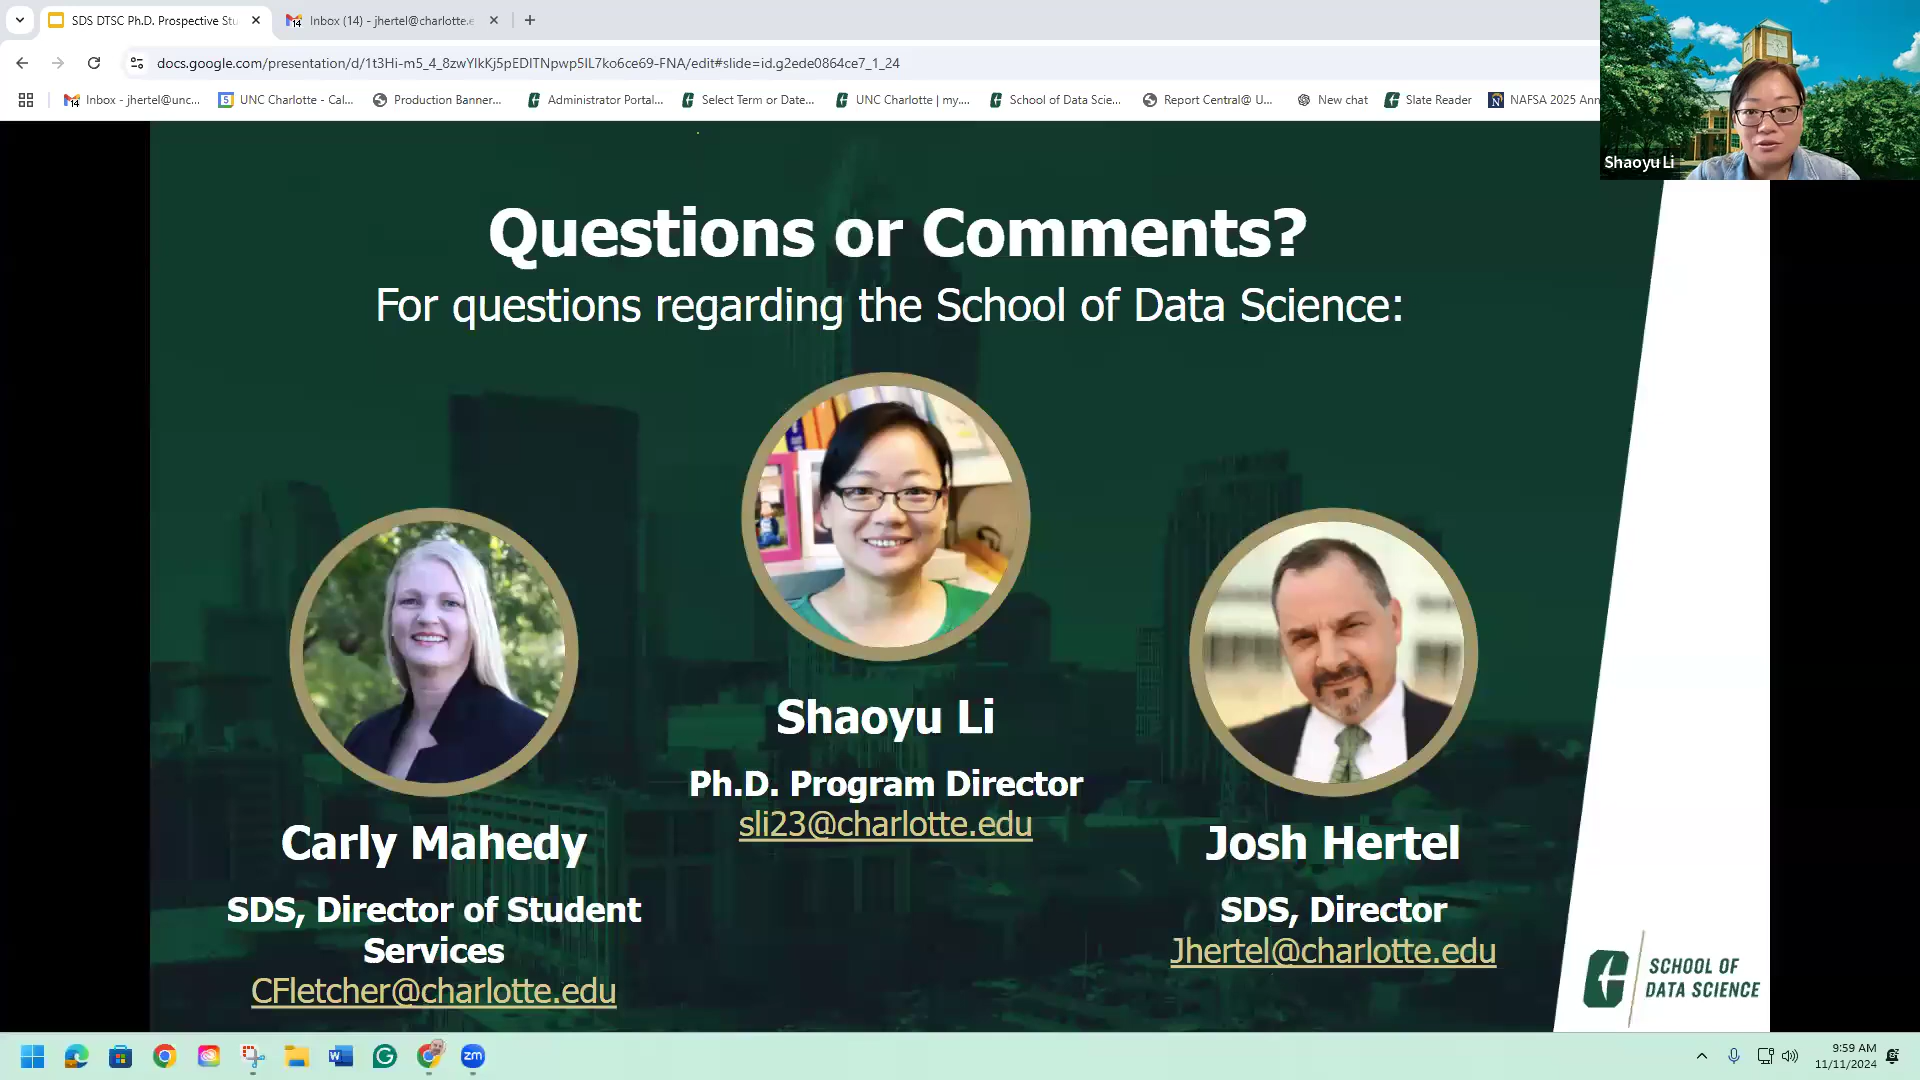 SDS DTSC Ph.D. Prospective Stu
Inbox (14) - jhertel@charlotte.e
docs.google.com/presentation/d/1t3Hi-m5_4_8zwYlkKj5pEDITNpwp5IL7ko6ce69-FNA/edit#slide=id.g2ede0864ce7_1_24
Inbox - jhertel@unc...
UNC Charlotte - Cal...
Production Banner...
Administrator Portal...
Select Term or Date...
UNC Charlotte | my....
School of Data Scie...
Report Central@ U...
New chat
Slate Reader
NAFSA 2025 Ann
Shaoyu Li
Questions or Comments?
For questions regarding the School of Data Science:
Shaoyu Li
Ph.D. Program Director
sli23@charlotte.edu
Carly Mahedy
SDS, Director of Student
Services
CFletcher@charlotte.edu
Josh Hertel
SDS, Director
Jhertel@charlotte.edu
SCHOOL OF
DATA SCIENCE
zm
9:59 AM
11/11/2024